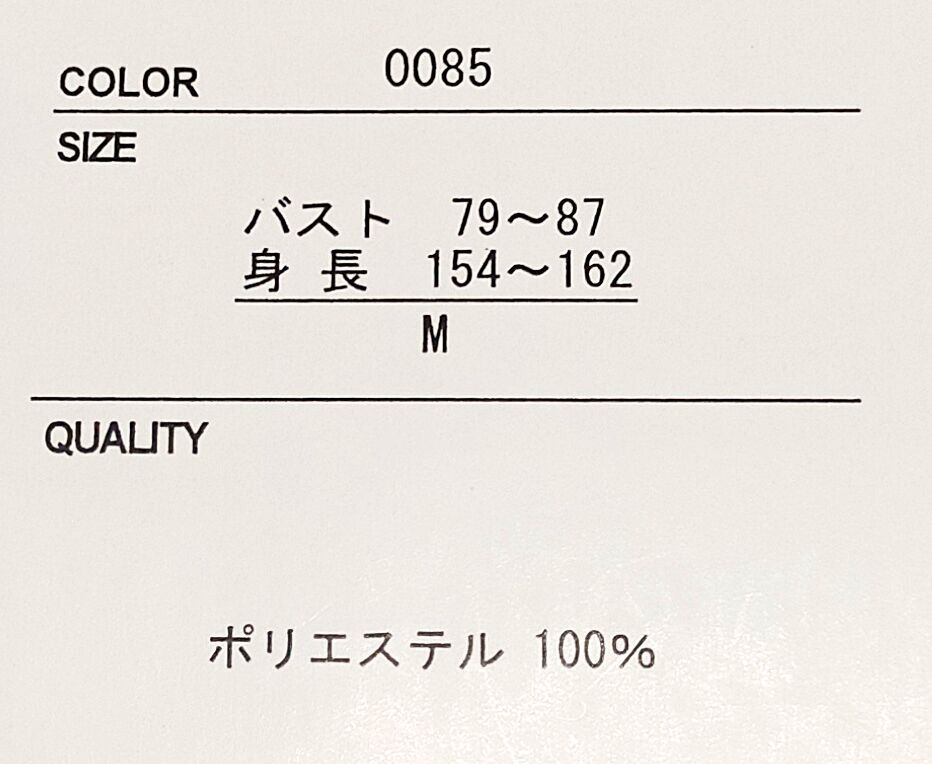 COLOR 0085
SIZE
バスト 79～87
身長 154～162
M
QUALITY
ポリエステル 100%